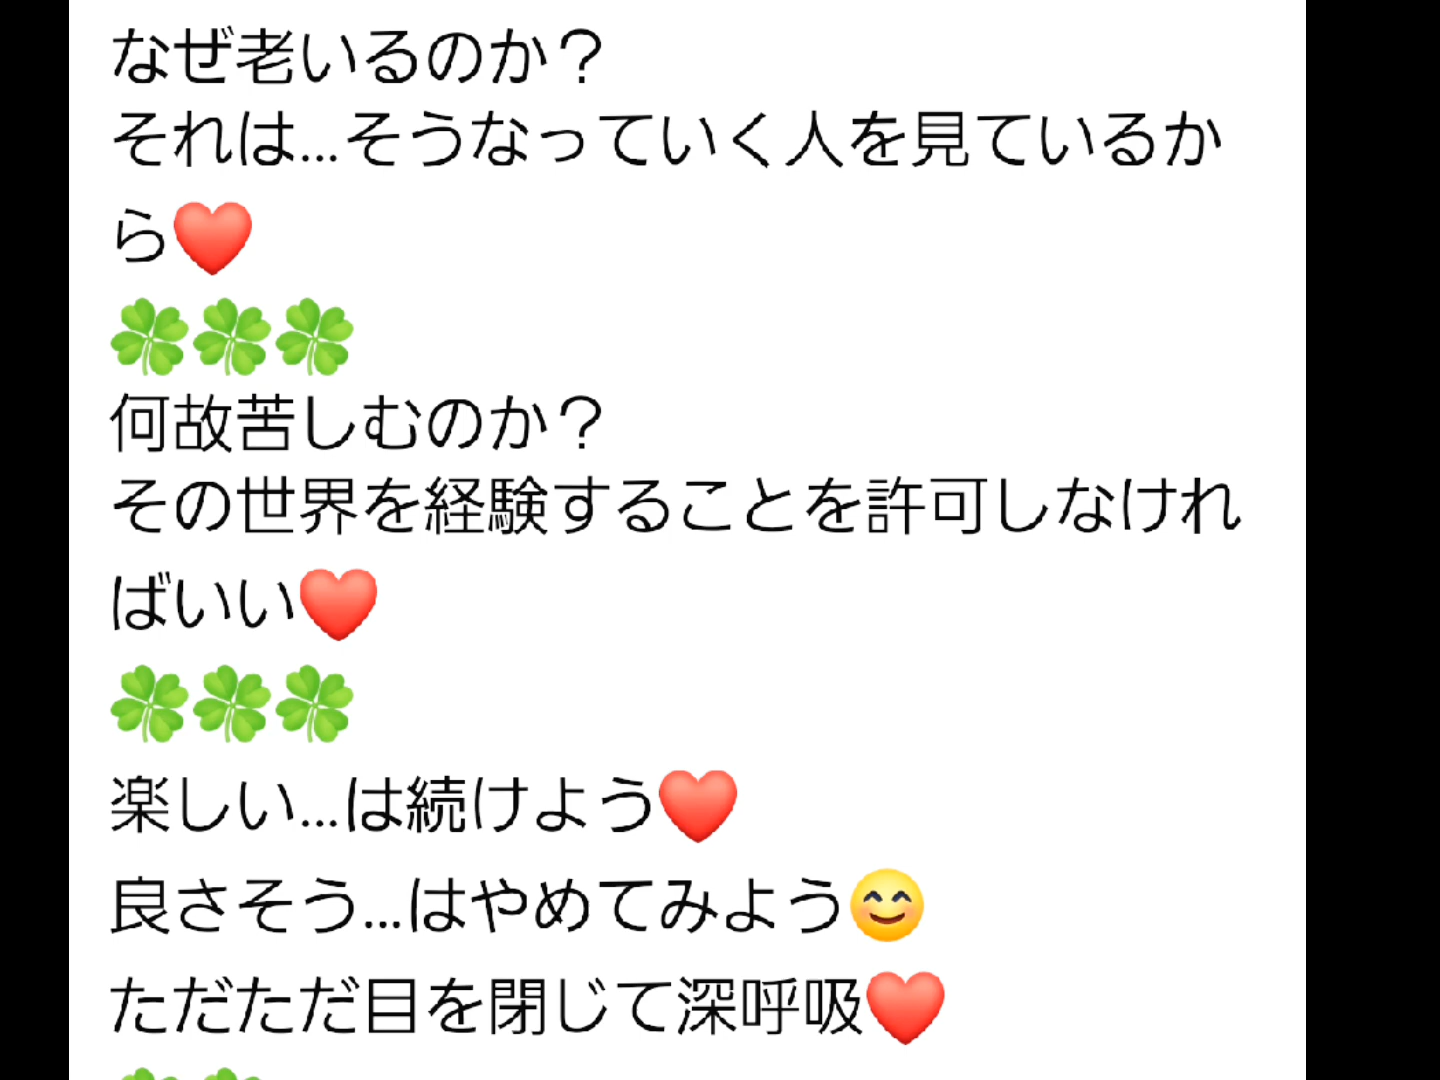 なぜ老いるのか？
それは...そうなっていく人を見ているか
ら❤️
🍀🍀🍀
何故苦しむのか？
その世界を経験することを許可しなけれ
ばいい❤️
🍀🍀🍀
楽しい...は続けよう❤️
良さそう...はやめてみよう😊
ただただ目を閉じて深呼吸❤️
🍀🍀